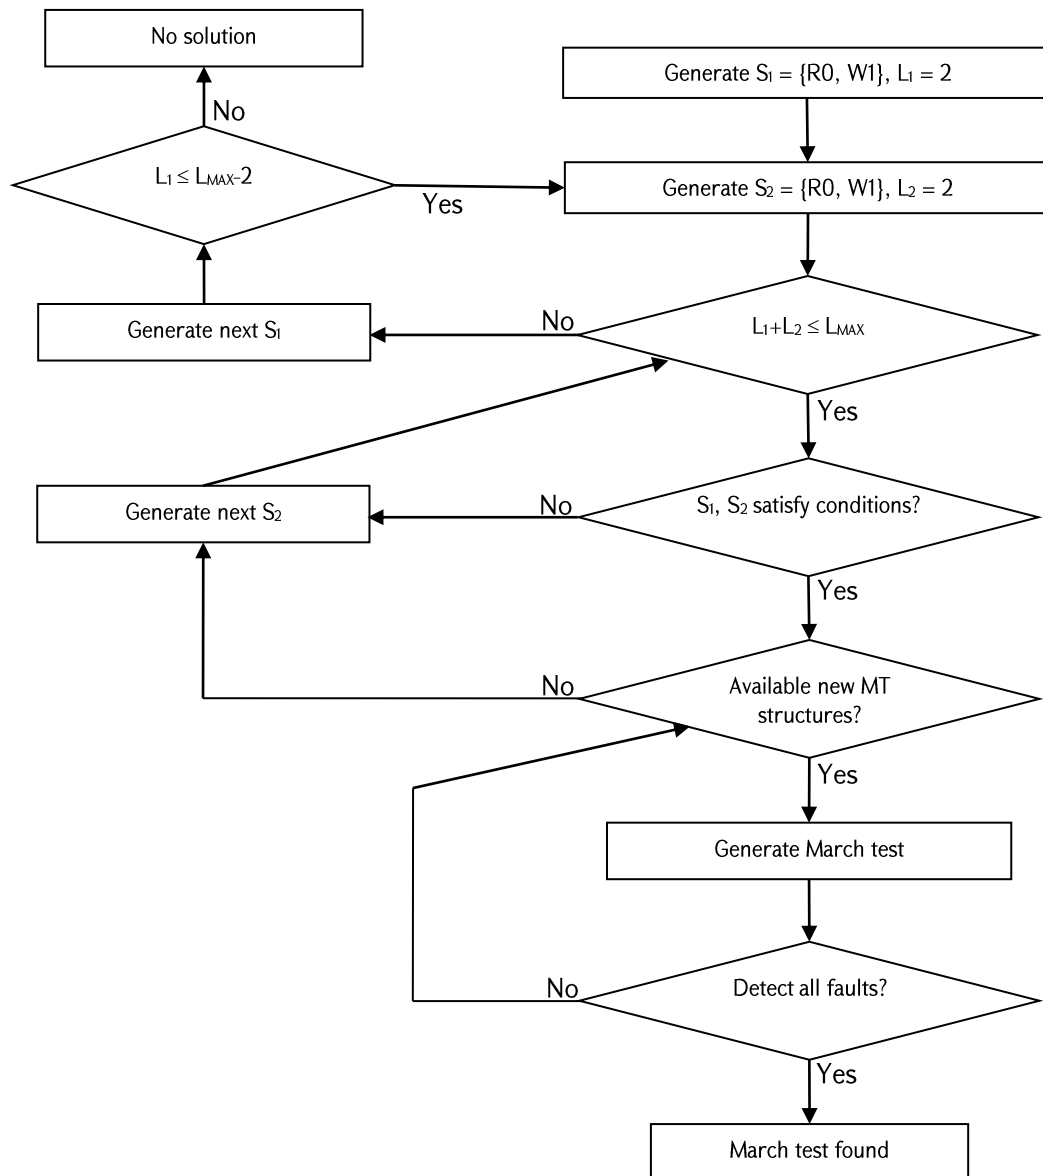 No solution
Generate S₁ = {R0, W1}, L₁ = 2
No
L₁ ≤ L_MAX-2
Yes
Generate S₂ = {R0, W1}, L₂ = 2
Generate next S₁
No
L₁+L₂ ≤ L_MAX
Yes
Generate next S₂
No
S₁, S₂ satisfy conditions?
Yes
No
Available new MT
structures?
Yes
Generate March test
No
Detect all faults?
Yes
March test found